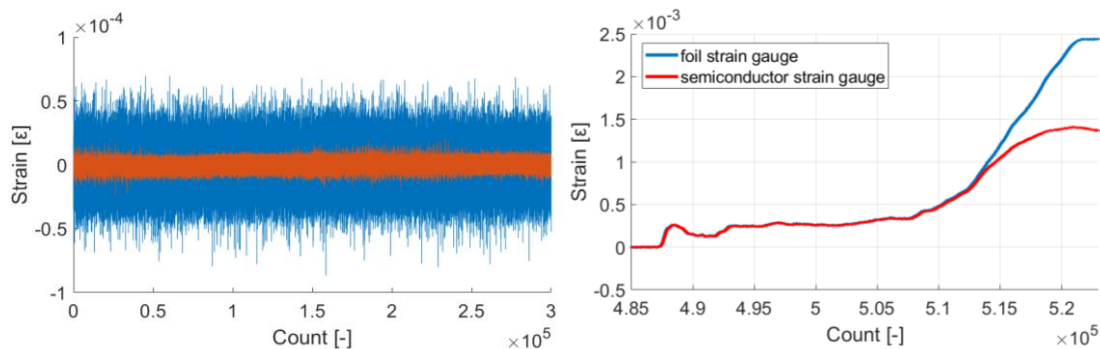 ×10⁻⁴
1
0.5
0
-0.5
-1
Strain [ε]
0 0.5 1 1.5 2 2.5 3
Count [-]
×10⁵
×10⁻³
2.5
2
1.5
1
0.5
0
-0.5
Strain [ε]
foil strain gauge
semiconductor strain gauge
4.85 4.9 4.95 5 5.05 5.1 5.15 5.2
Count [-]
×10⁵